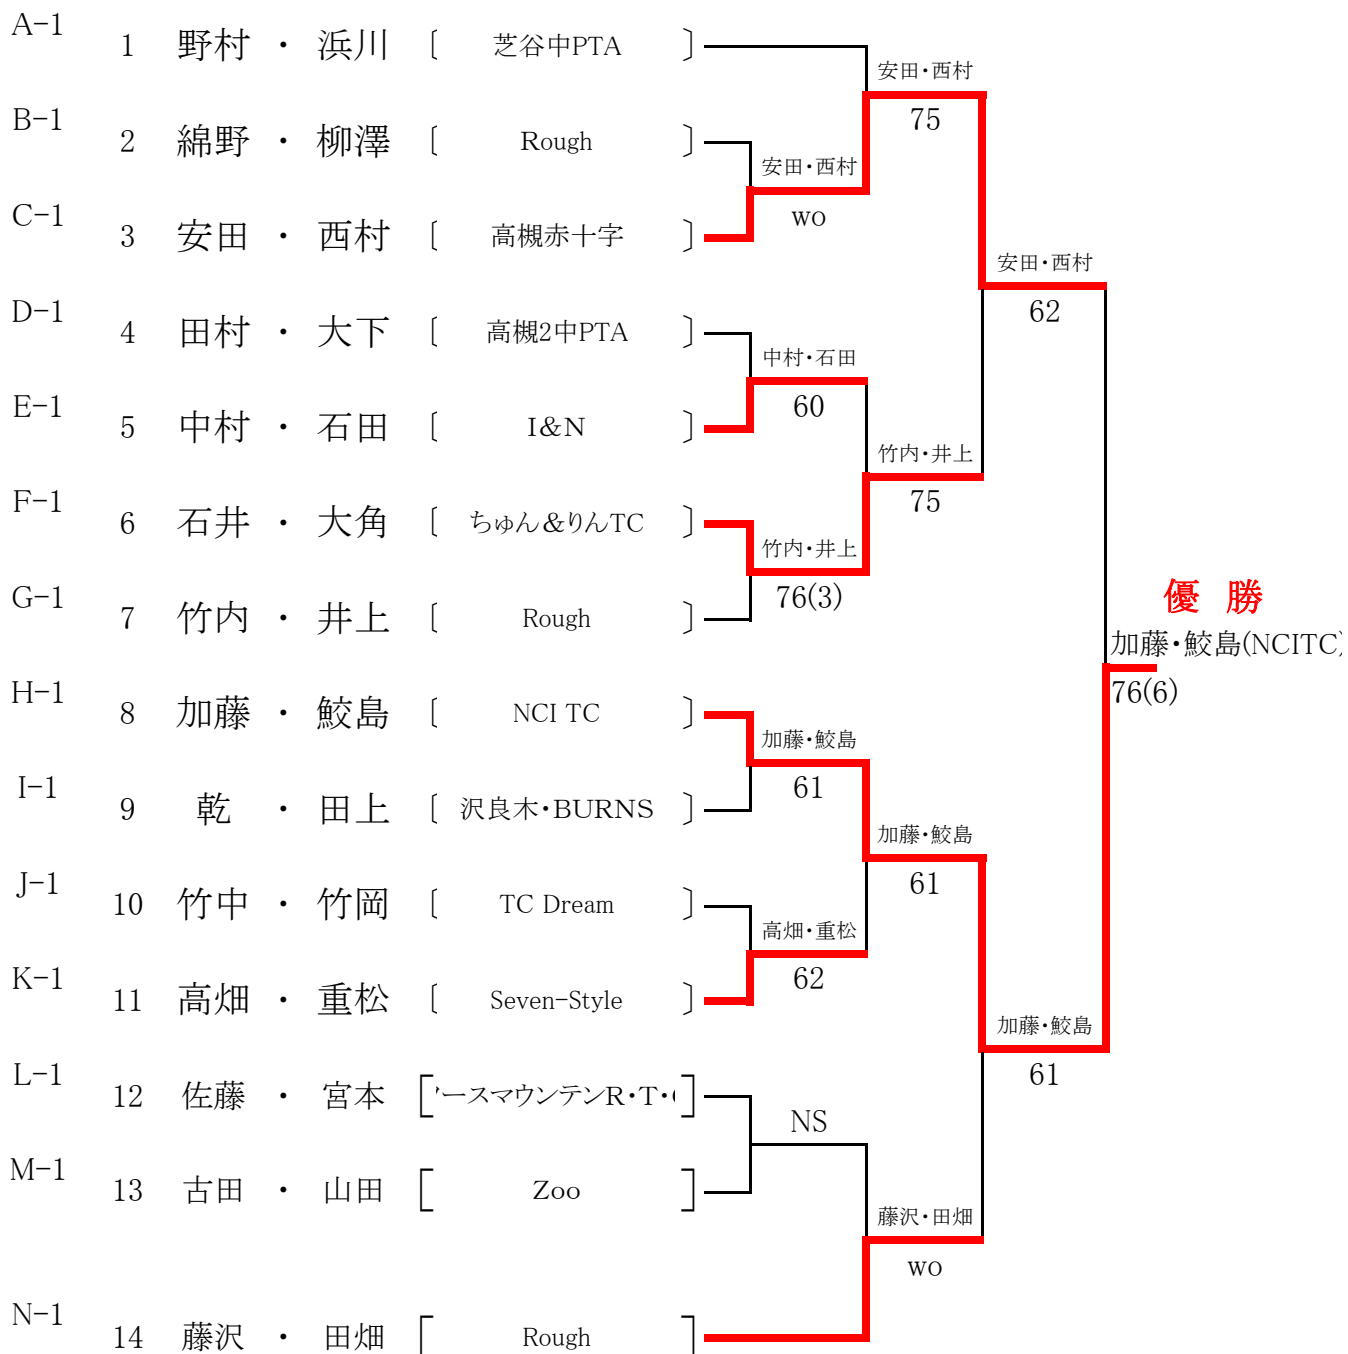 A-1
1 野村 ・ 浜川 〔 芝谷中PTA 〕
安田・西村
75
B-1
2 綿野 ・ 柳澤 〔 Rough 〕
安田・西村
wo
C-1
3 安田 ・ 西村 〔 高槻赤十字 〕
安田・西村
62
D-1
4 田村 ・ 大下 〔 高槻2中PTA 〕
中村・石田
60
E-1
5 中村 ・ 石田 〔 I&N 〕
竹内・井上
75
F-1
6 石井 ・ 大角 〔 ちゅん&りんTC 〕
竹内・井上
76(3)
G-1
7 竹内 ・ 井上 〔 Rough 〕
優 勝
加藤・鮫島(NCITC)
76(6)
H-1
8 加藤 ・ 鮫島 〔 NCI TC 〕
加藤・鮫島
61
I-1
9 乾 ・ 田上 〔 沢良木・BURNS 〕
加藤・鮫島
61
J-1
10 竹中 ・ 竹岡 〔 TC Dream 〕
高畑・重松
62
K-1
11 高畑 ・ 重松 〔 Seven-Style 〕
加藤・鮫島
61
L-1
12 佐藤 ・ 宮本 [ ースマウンテンR・T・ ]
NS
M-1
13 古田 ・ 山田 [ Zoo ]
藤沢・田畑
wo
N-1
14 藤沢 ・ 田畑 [ Rough ]